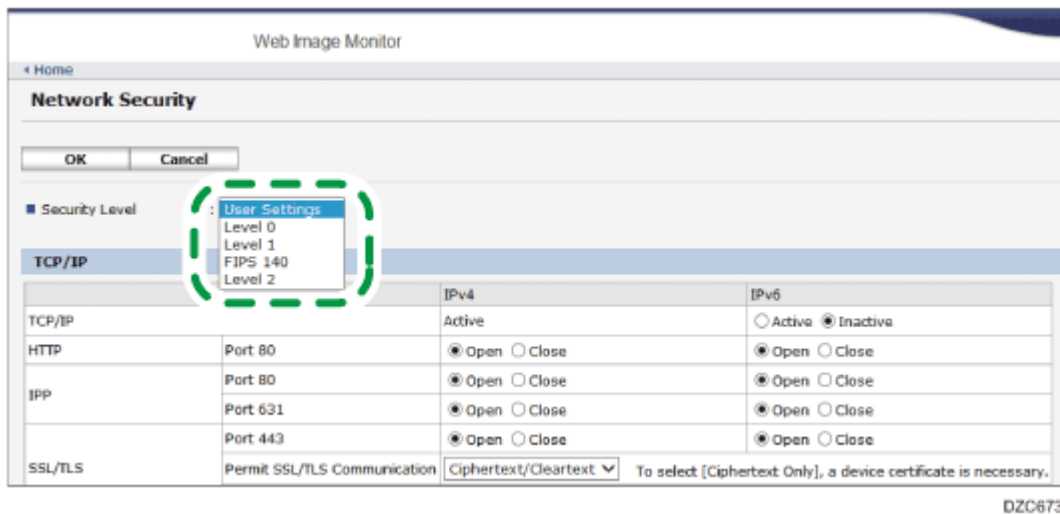 Web Image Monitor
Home
Network Security
OK Cancel
Security Level : User Settings
Level 0
Level 1
FIPS 140
Level 2
TCP/IP
IPv4 IPv6
TCP/IP Active Active Inactive
HTTP Port 80 Open Close Open Close
IPP Port 80 Open Close Open Close
Port 631 Open Close Open Close
SSL/TLS Port 443 Open Close Open Close
Permit SSL/TLS Communication Ciphertext/Cleartext To select [Ciphertext Only], a device certificate is necessary.
DZC673